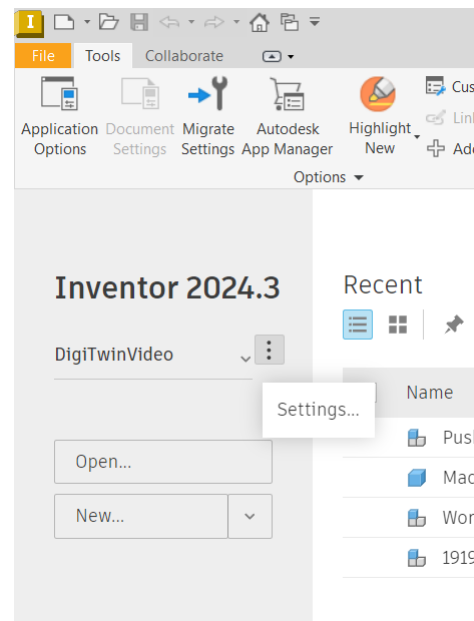 I
File Tools Collaborate
Application Options
Document Settings
Migrate Settings
Autodesk App Manager
Highlight New
Options
Inventor 2024.3
DigiTwinVideo
Settings...
Open...
New...
Recent
Name
1919